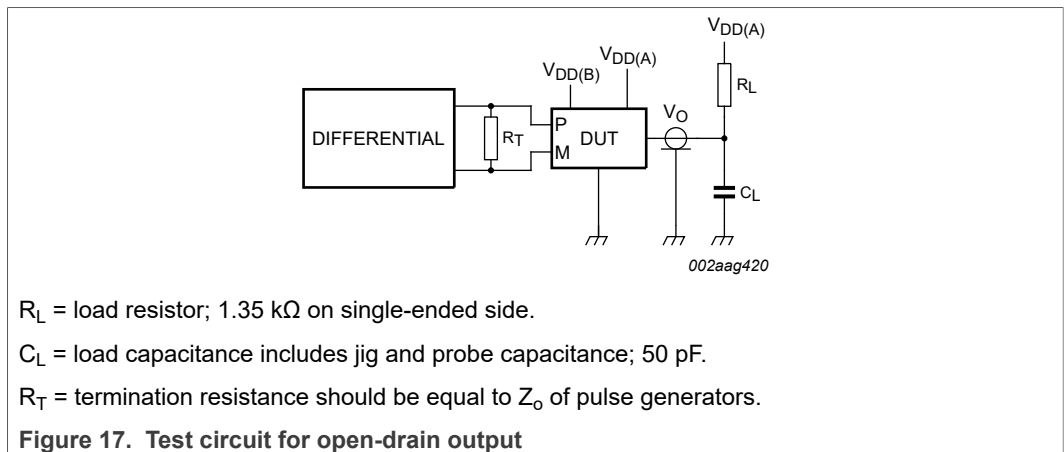 V_DD(A)
V_DD(A)
V_DD(B)
R_L
V_O
DIFFERENTIAL
R_T
P
M
DUT
C_L
002aag420
R_L = load resistor; 1.35 kΩ on single-ended side.
C_L = load capacitance includes jig and probe capacitance; 50 pF.
R_T = termination resistance should be equal to Z_o of pulse generators.
Figure 17. Test circuit for open-drain output